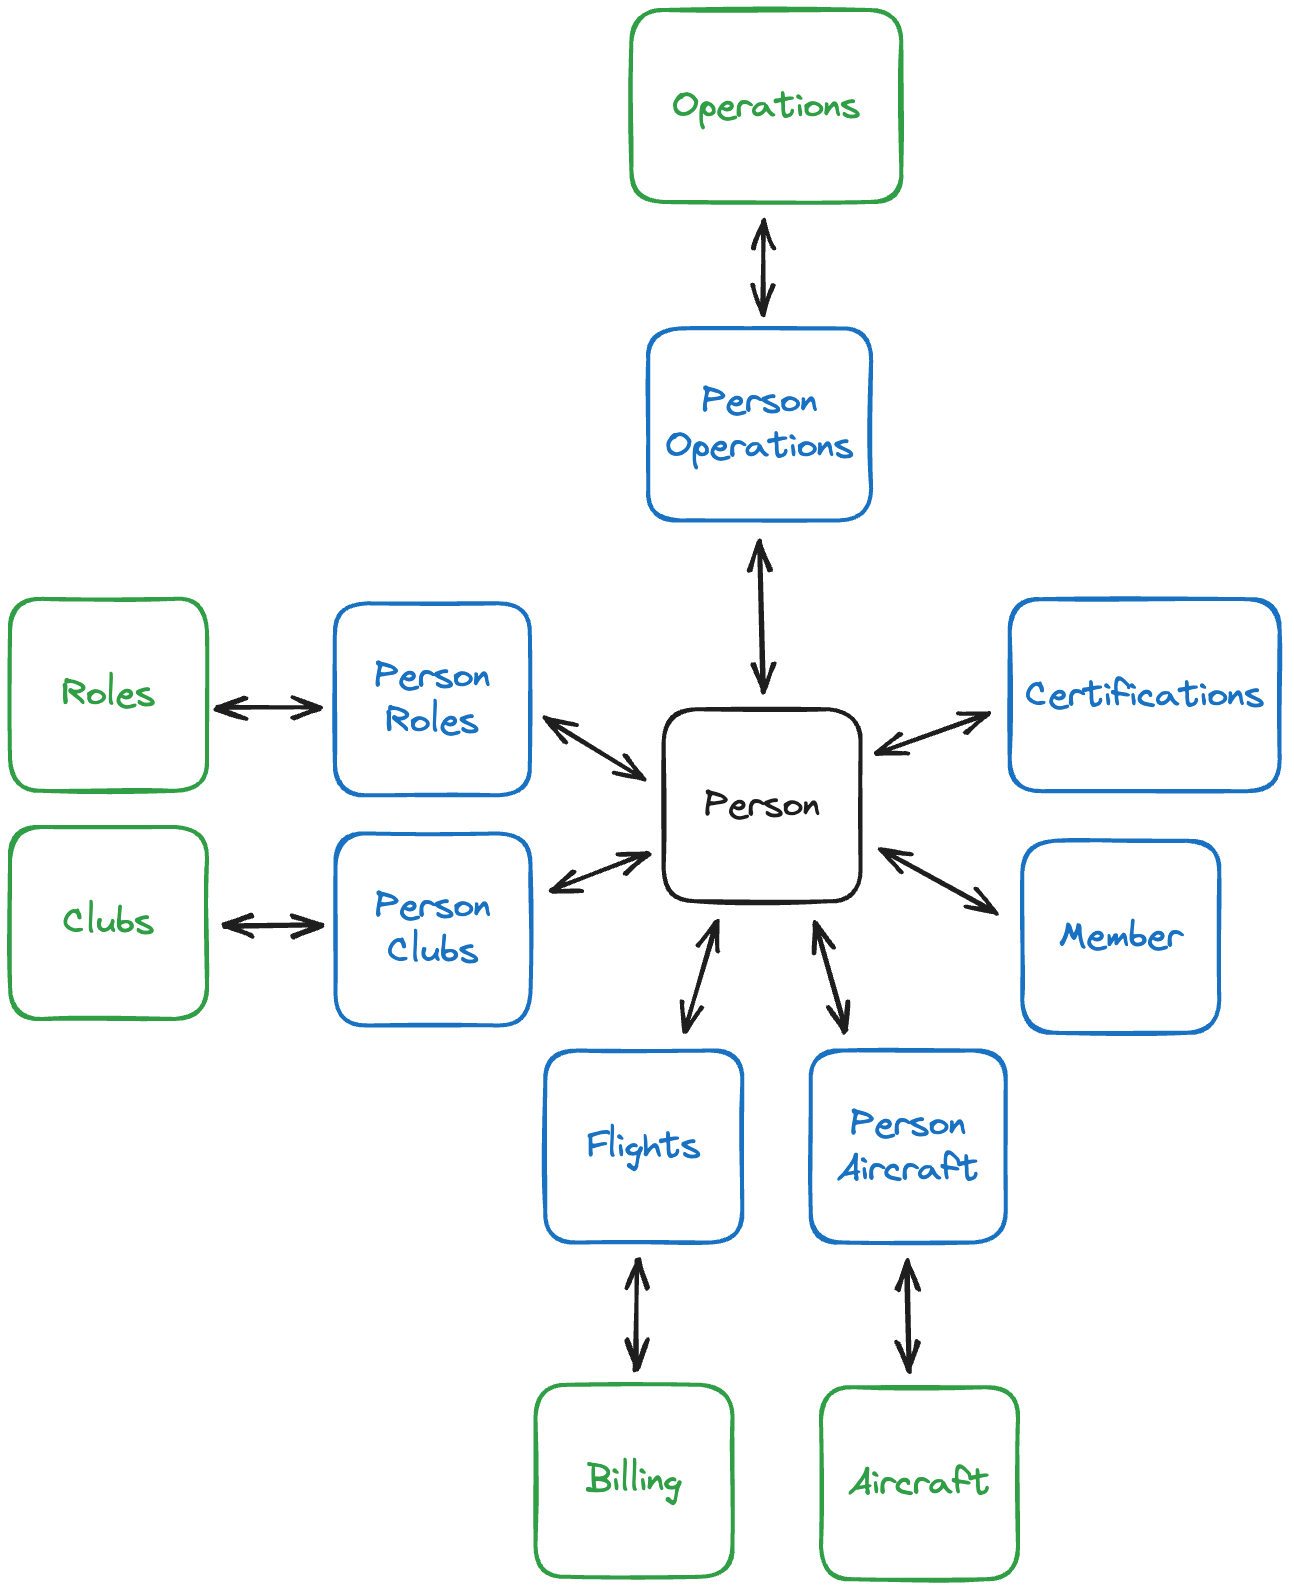 Operations
Person
Operations
Roles
Person
Roles
Certifications
Person
Clubs
Person
Clubs
Member
Flights
Person
Aircraft
Billing
Aircraft